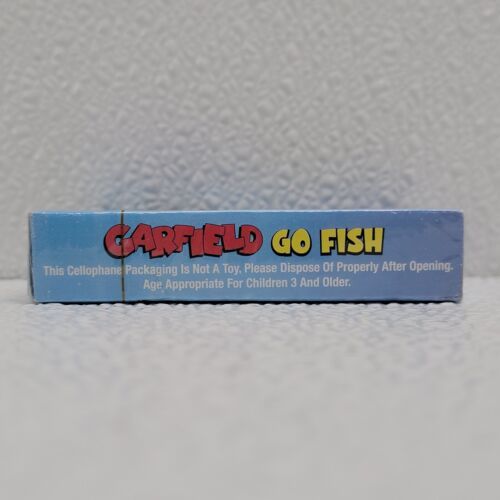 GARFIELD GO FISH
This Cellophane Packaging Is Not A Toy. Please Dispose Of Properly After Opening.
Age Appropriate For Children 3 And Older.